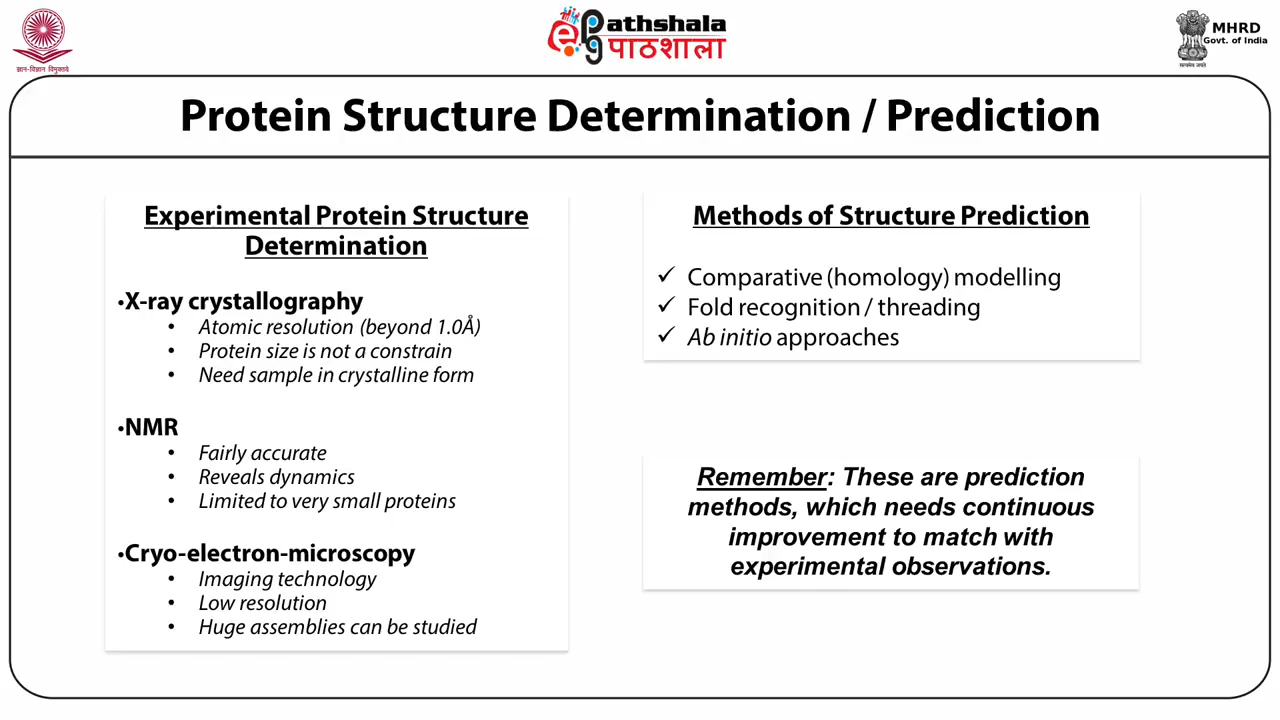 ज्ञान-विज्ञान विमुक्तये
ePathshala
पाठशाला
MHRD
Govt. of India
सत्यमेव जयते
Protein Structure Determination / Prediction
Experimental Protein Structure
Determination
•X-ray crystallography
• Atomic resolution (beyond 1.0Å)
• Protein size is not a constrain
• Need sample in crystalline form
•NMR
• Fairly accurate
• Reveals dynamics
• Limited to very small proteins
•Cryo-electron-microscopy
• Imaging technology
• Low resolution
• Huge assemblies can be studied
Methods of Structure Prediction
✓ Comparative (homology) modelling
✓ Fold recognition / threading
✓ Ab initio approaches
Remember: These are prediction
methods, which needs continuous
improvement to match with
experimental observations.